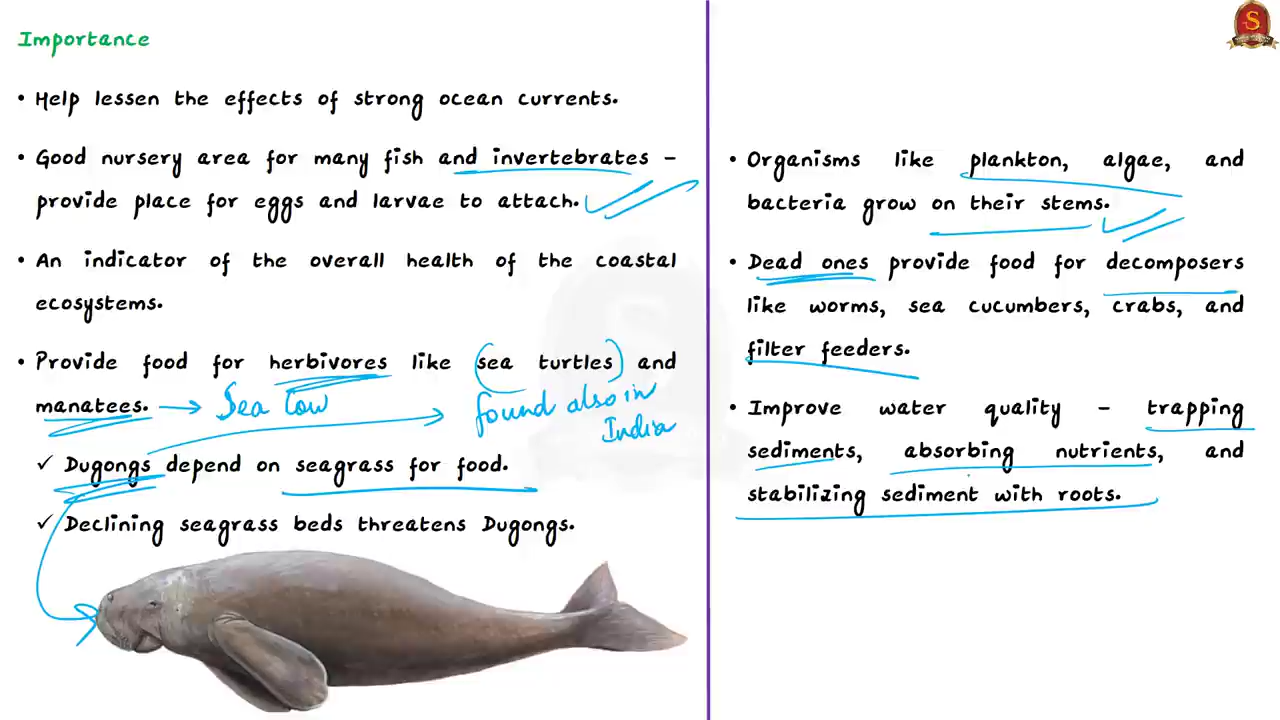 Importance
• Help lessen the effects of strong ocean currents.
• Good nursery area for many fish and invertebrates –
provide place for eggs and larvae to attach.
• An indicator of the overall health of the coastal
ecosystems.
• Provide food for herbivores like sea turtles and
manatees. → Sea Cow
found also in
India
✓ Dugongs depend on seagrass for food.
✓ Declining seagrass beds threatens Dugongs.
• Organisms like plankton, algae, and
bacteria grow on their stems.
• Dead ones provide food for decomposers
like worms, sea cucumbers, crabs, and
filter feeders.
• Improve water quality – trapping
sediments, absorbing nutrients, and
stabilizing sediment with roots.
S